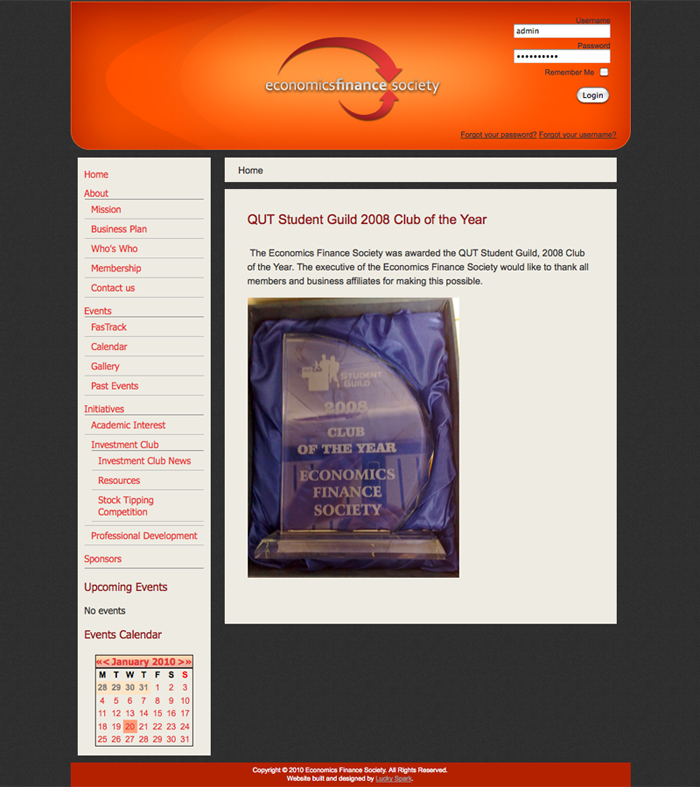 Username
admin
Password
••••••••••
Remember Me
Login
economicsfinance society
Forgot your password? Forgot your username?
Home
About
Mission
Business Plan
Who's Who
Membership
Contact us
Events
FasTrack
Calendar
Gallery
Past Events
Initiatives
Academic Interest
Investment Club
Investment Club News
Resources
Stock Tipping
Competition
Professional Development
Sponsors
Upcoming Events
No events
Events Calendar
«< January 2010 >»
M T W T F S S
28 29 30 31 1 2 3
4 5 6 7 8 9 10
11 12 13 14 15 16 17
18 19 20 21 22 23 24
25 26 27 28 29 30 31
Home
QUT Student Guild 2008 Club of the Year
The Economics Finance Society was awarded the QUT Student Guild, 2008 Club
of the Year. The executive of the Economics Finance Society would like to thank all
members and business affiliates for making this possible.
STUDENT
GUILD
2008
CLUB
OF THE YEAR
ECONOMICS
FINANCE
SOCIETY
Copyright © 2010 Economics Finance Society. All Rights Reserved.
Website built and designed by Lucky Spark.